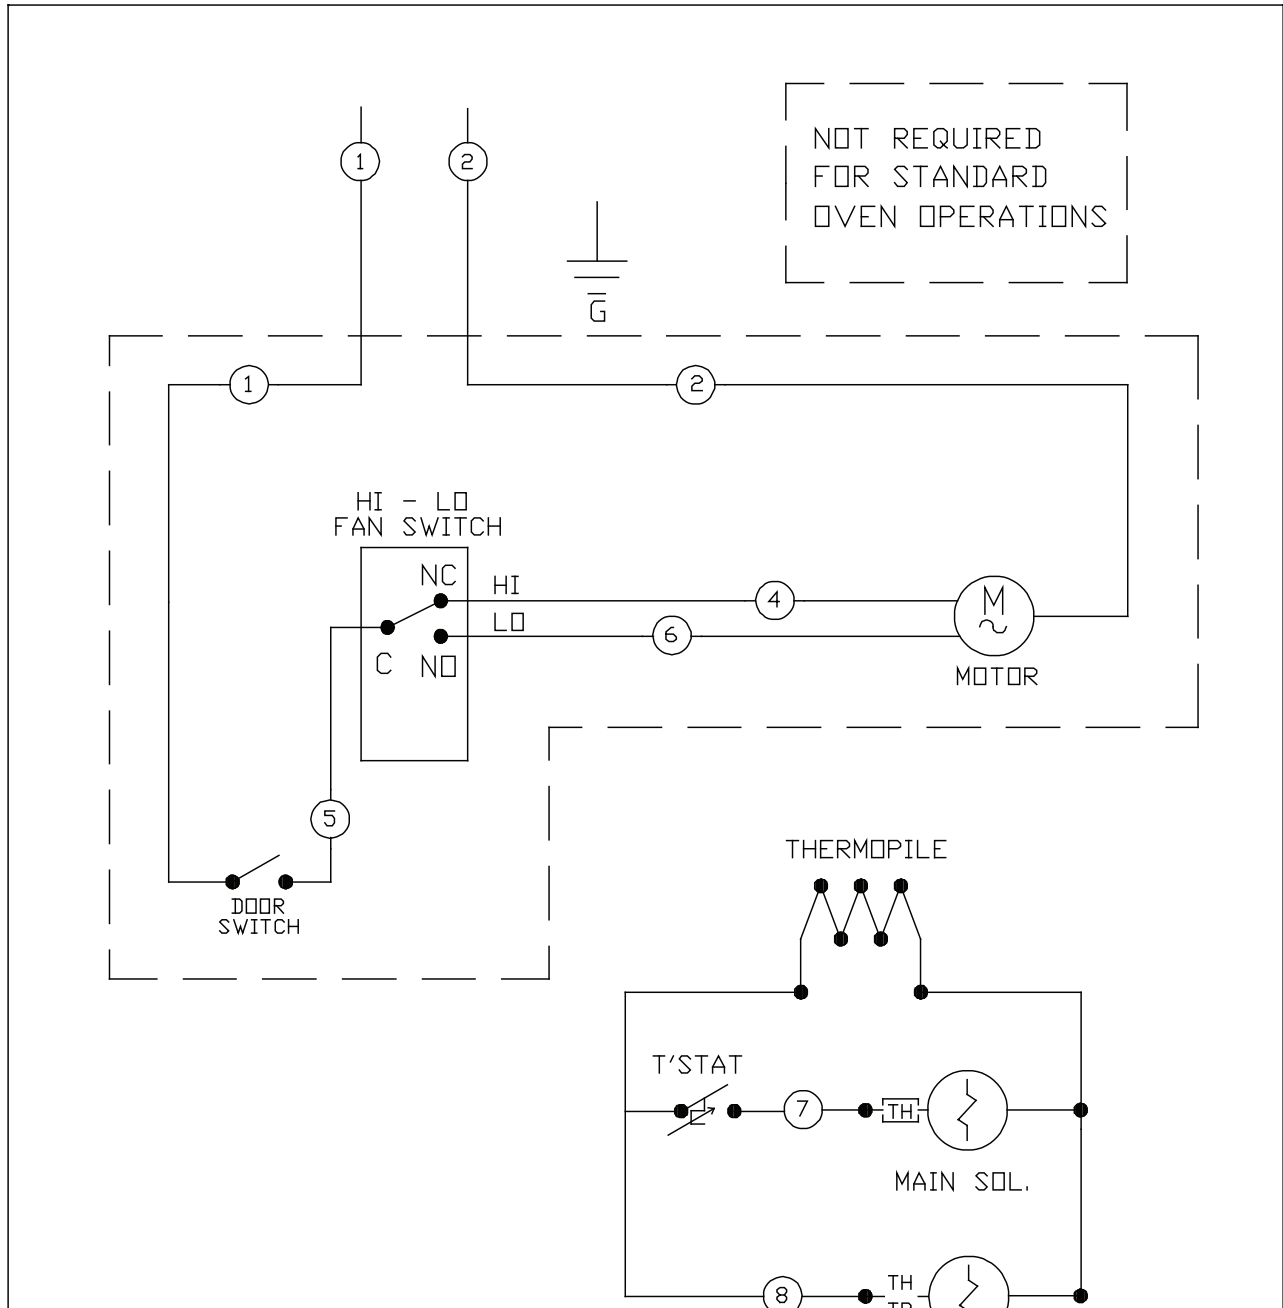 1
2
NOT REQUIRED
FOR STANDARD
OVEN OPERATIONS
G
1
2
HI - LO
FAN SWITCH
NC
HI
4
M
LO
6
C
NO
MOTOR
5
THERMOPILE
DOOR
SWITCH
T'STAT
7
TH
MAIN SOL.
8
TH